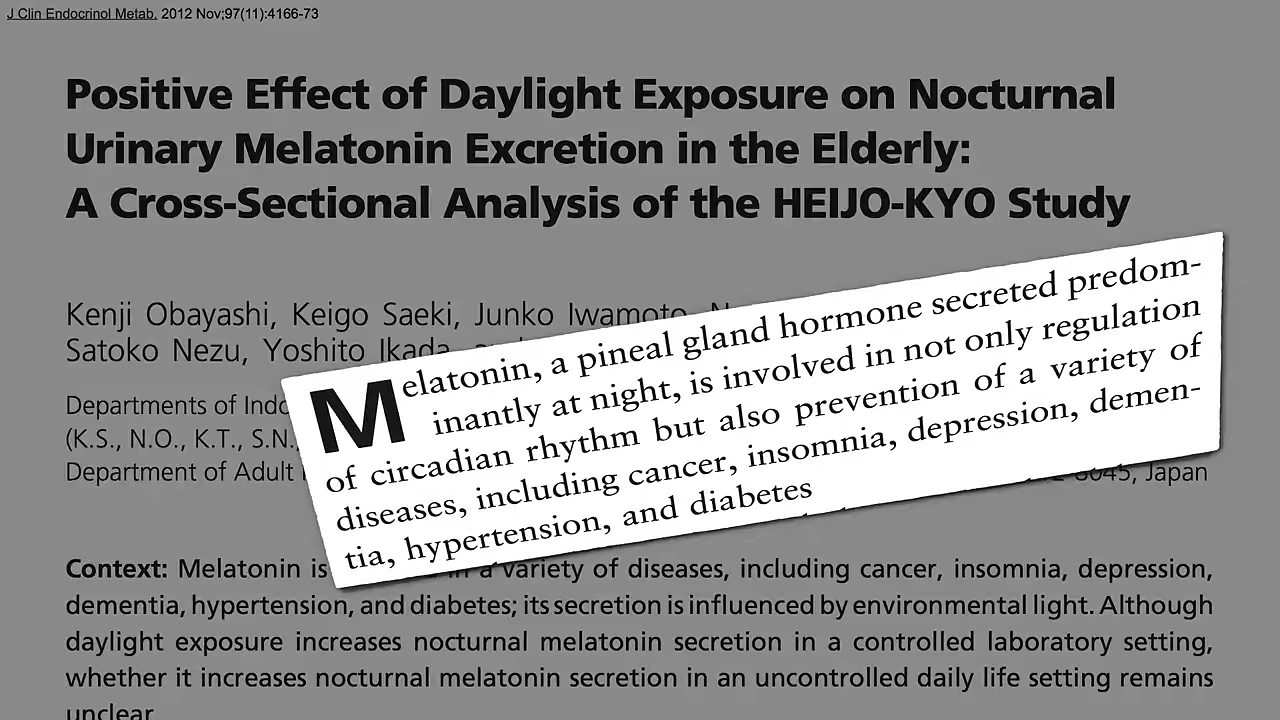 J Clin Endocrinol Metab. 2012 Nov;97(11):4166-73
Positive Effect of Daylight Exposure on Nocturnal
Urinary Melatonin Excretion in the Elderly:
A Cross-Sectional Analysis of the HEIJO-KYO Study
Kenji Obayashi, Keigo Saeki, Junko Iwamoto,
Satoko Nezu, Yoshito Ikada,
Departments of
(K.S., N.O., K.T., S.N.,
Department of Adult 8045, Japan
Melatonin, a pineal gland hormone secreted predom-
inantly at night, is involved in not only regulation
of circadian rhythm but also prevention of a variety of
diseases, including cancer, insomnia, depression, demen-
tia, hypertension, and diabetes
Context: Melatonin is in a variety of diseases, including cancer, insomnia, depression,
dementia, hypertension, and diabetes; its secretion is influenced by environmental light. Although
daylight exposure increases nocturnal melatonin secretion in a controlled laboratory setting,
whether it increases nocturnal melatonin secretion in an uncontrolled daily life setting remains
unclear